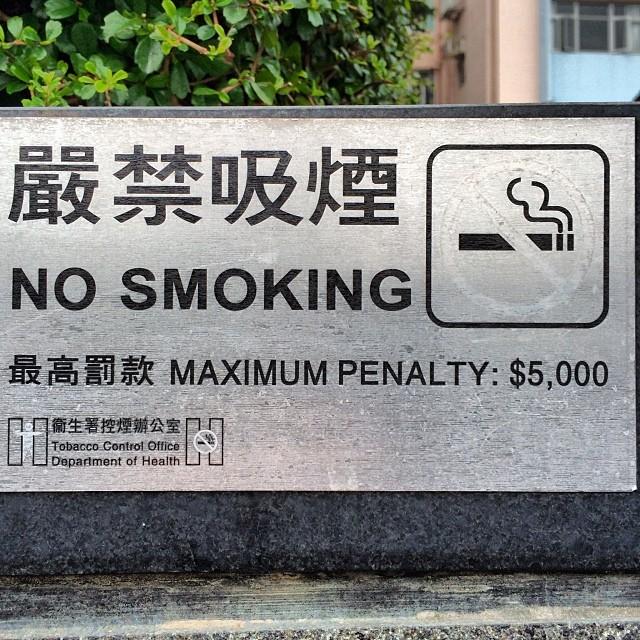 嚴禁吸煙
NO SMOKING
最高罰款 MAXIMUM PENALTY: $5,000
衞生署控煙辦公室
Tobacco Control Office
Department of Health